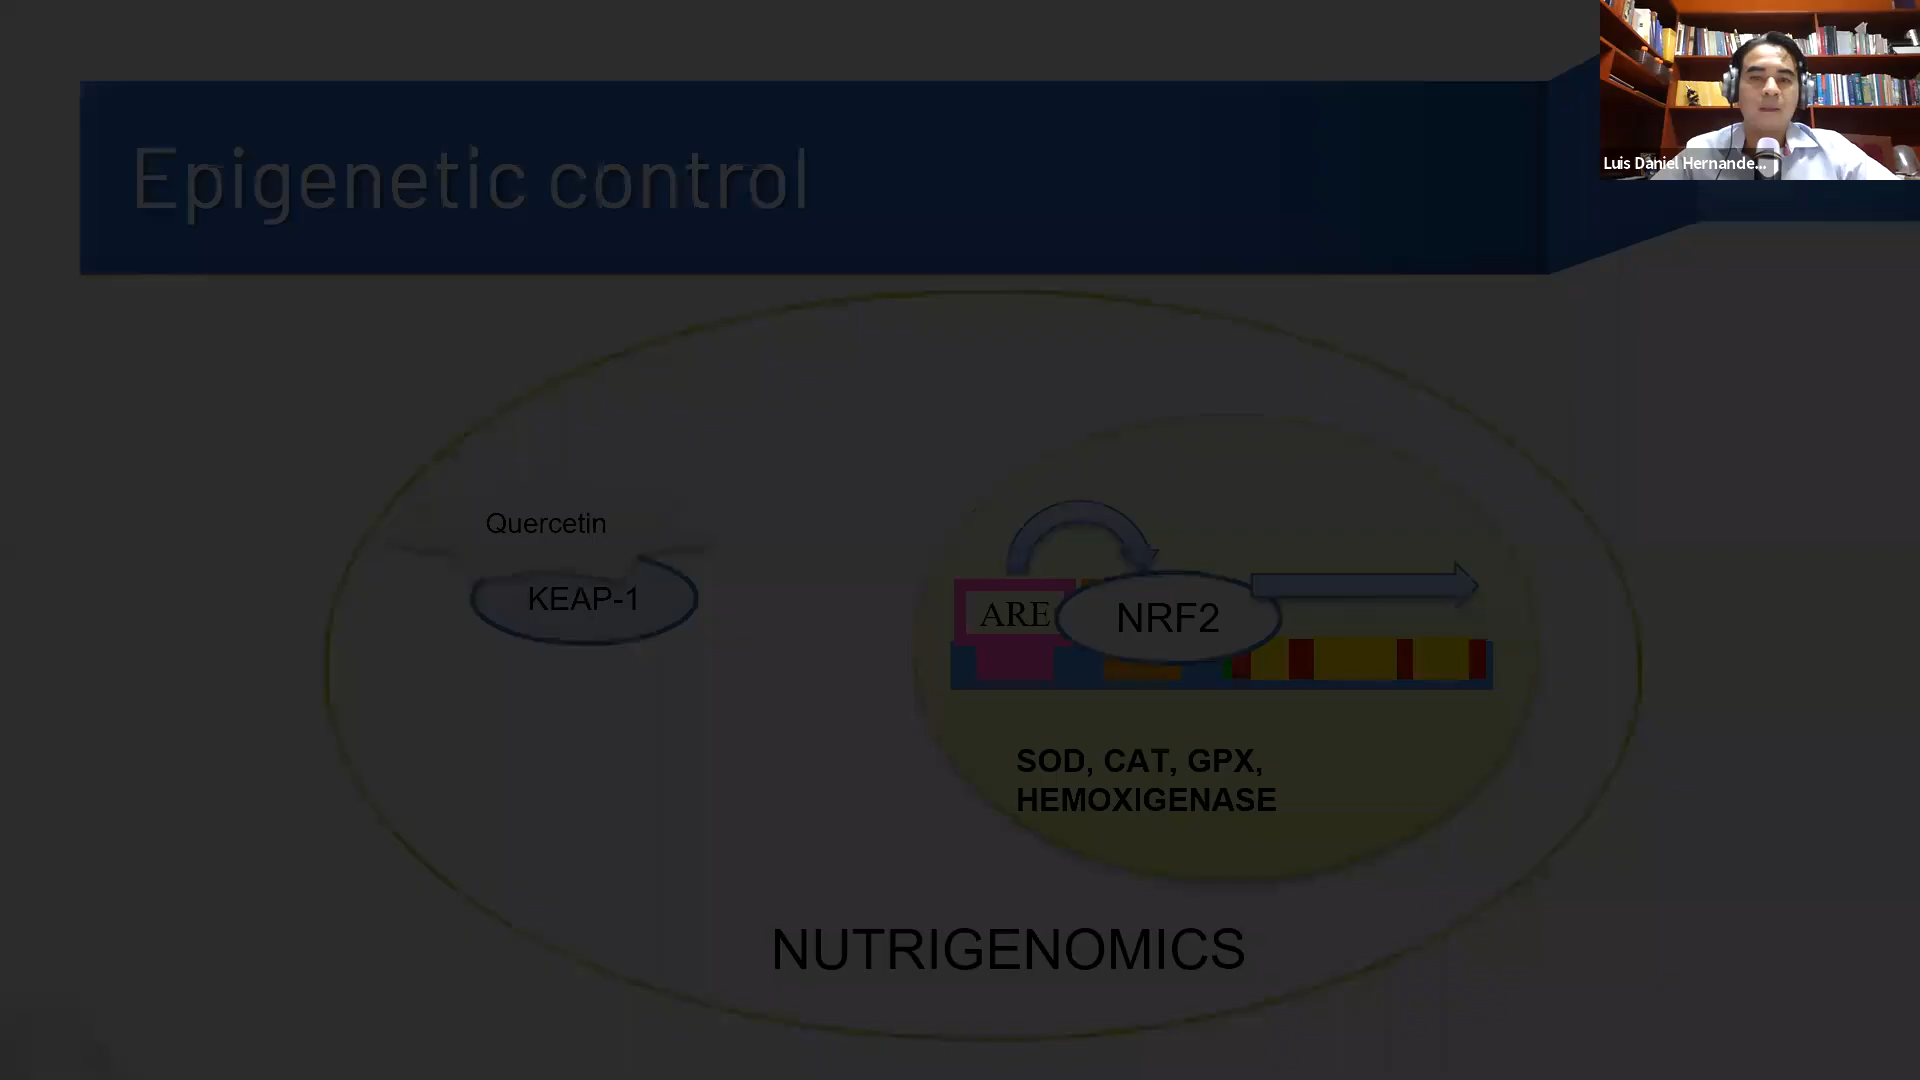 Epigenetic control
Luis Daniel Hernande...
Quercetin
KEAP-1
ARE
NRF2
SOD, CAT, GPX,
HEMOXIGENASE
NUTRIGENOMICS